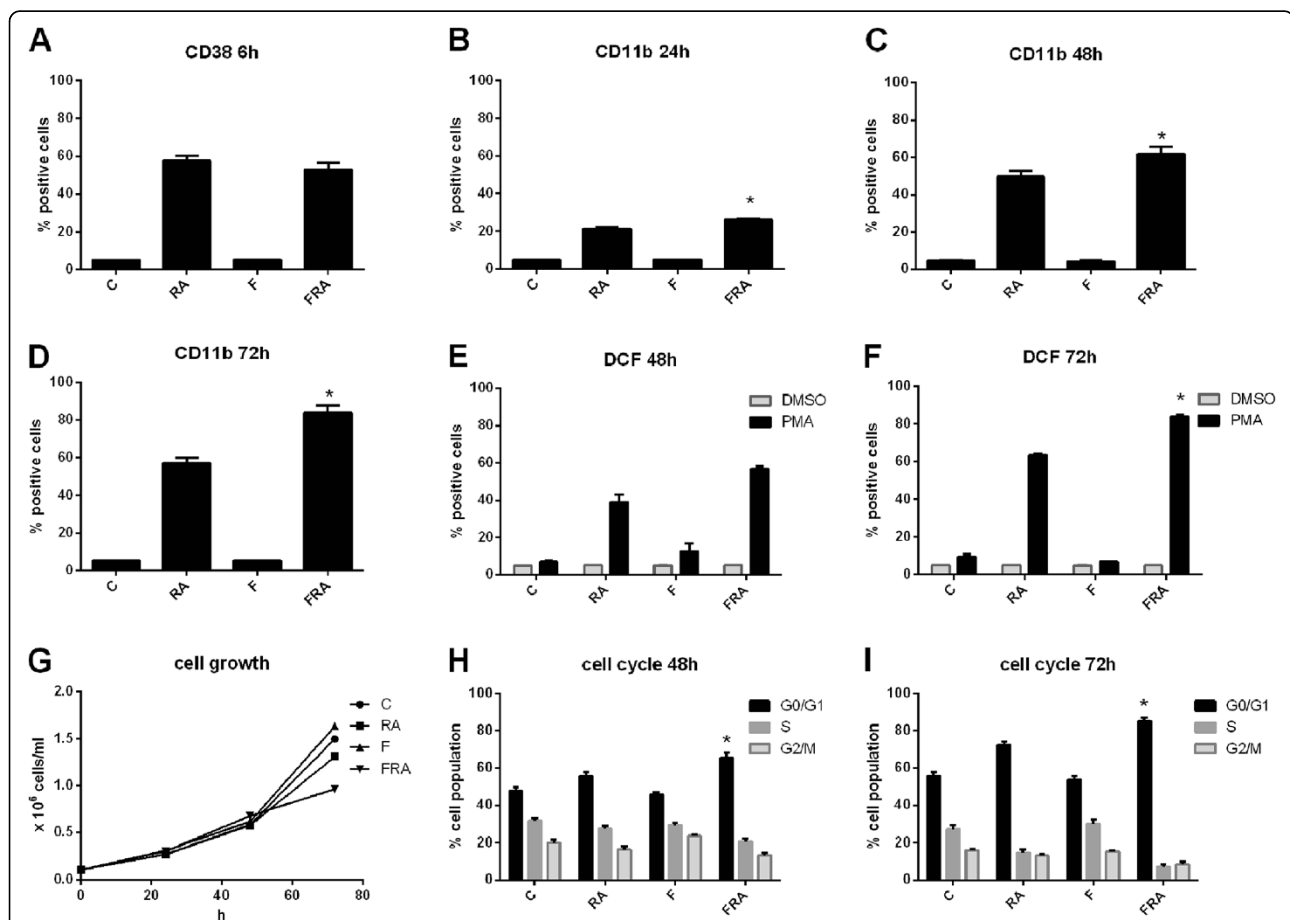 A
CD38 6h
% positive cells
100
80
60
40
20
0
C
RA
F
FRA
B
CD11b 24h
% positive cells
100
80
60
40
20
0
C
RA
F
*
FRA
C
CD11b 48h
% positive cells
100
80
60
40
20
0
C
RA
F
*
FRA
D
CD11b 72h
% positive cells
100
80
60
40
20
0
C
RA
F
*
FRA
E
DCF 48h
% positive cells
100
80
60
40
20
0
DMSO
PMA
C
RA
F
*
FRA
F
DCF 72h
% positive cells
100
80
60
40
20
0
DMSO
PMA
C
RA
F
*
FRA
G
cell growth
x 10⁶ cells/ml
2.0
1.5
1.0
0.5
0.0
0
20
40
60
80
h
C
RA
F
FRA
H
cell cycle 48h
% cell population
100
80
60
40
20
0
G0/G1
S
G2/M
C
RA
F
*
FRA
I
cell cycle 72h
% cell population
100
80
60
40
20
0
G0/G1
S
G2/M
C
RA
F
*
FRA